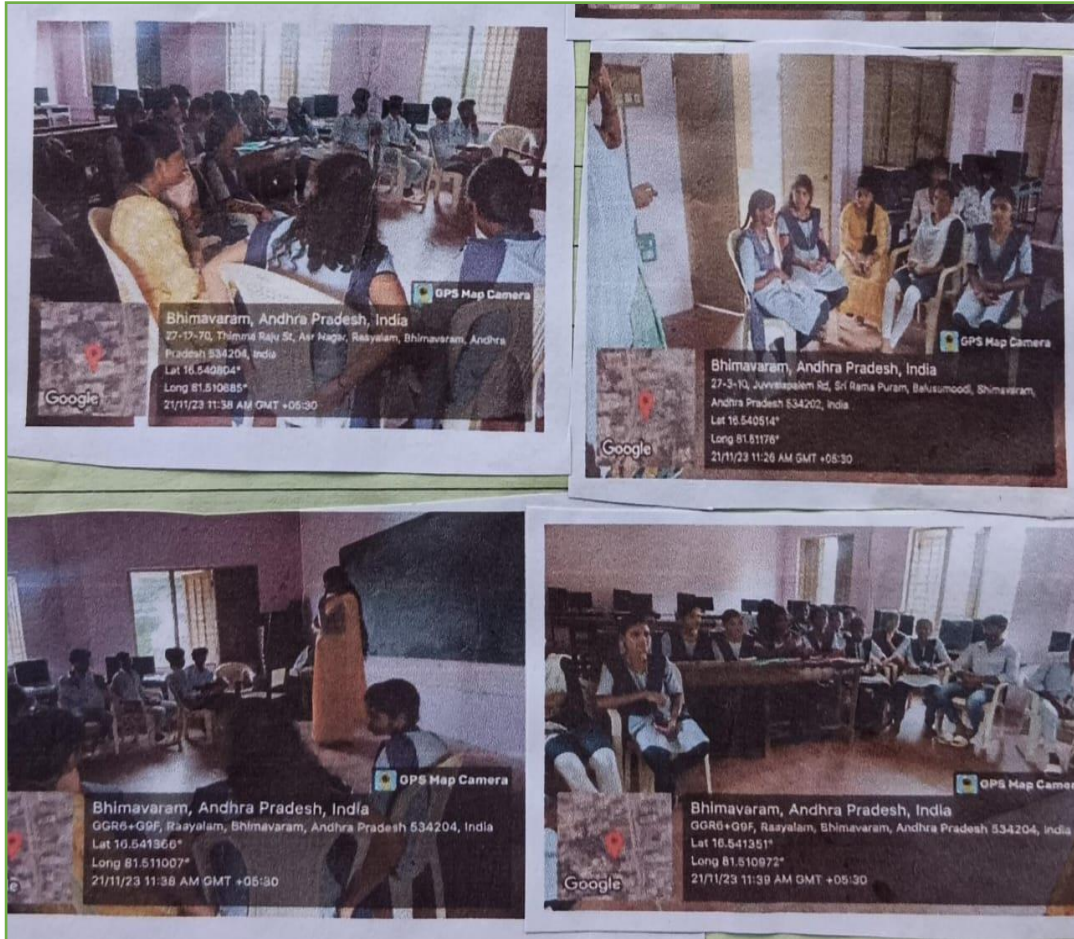 GPS Map Camera
Bhimavaram, Andhra Pradesh, India
27-17-70, Thimma Raju St, Asr Nagar, Raayalam, Bhimavaram, Andhra
Pradesh 534204, India
Lat 16.540804°
Long 81.510685°
21/11/23 11:38 AM GMT +05:30
Google
GPS Map Camera
Bhimavaram, Andhra Pradesh, India
27-3-10, Juvvalapalem Rd, Sri Rama Puram, Balusumoodi, Bhimavaram,
Andhra Pradesh 534202, India
Lat 16.540514°
Long 81.51176°
21/11/23 11:26 AM GMT +05:30
Google
GPS Map Camera
Bhimavaram, Andhra Pradesh, India
GGR6+G9F, Raayalam, Bhimavaram, Andhra Pradesh 534204, India
Lat 16.541366°
Long 81.511007°
21/11/23 11:38 AM GMT +05:30
GPS Map Camer
Bhimavaram, Andhra Pradesh, India
GGR6+G9F, Raayalam, Bhimavaram, Andhra Pradesh 534204, India
Lat 16.541351°
Long 81.510972°
21/11/23 11:39 AM GMT +05:30
Google